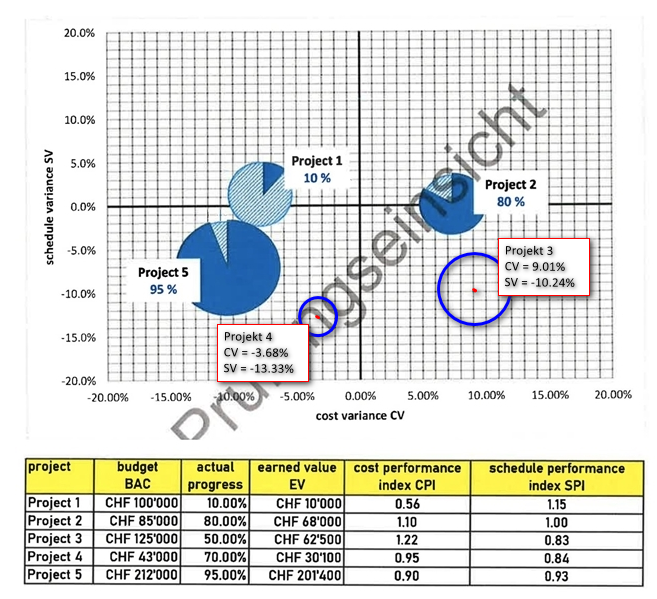 20.0%
15.0%
10.0%
5.0%
0.0%
-5.0%
-10.0%
-15.0%
-20.0%
schedule variance SV
Project 1
10 %
Project 2
80 %
Projekt 3
CV = 9.01%
SV = -10.24%
Project 5
95 %
Projekt 4
CV = -3.68%
SV = -13.33%
Prüfungseinsicht
-20.00% -15.00% -10.00% -5.00% 0.00% 5.00% 10.00% 15.00% 20.00%
cost variance CV
project budget actual earned value cost performance schedule performance
BAC progress EV index CPI index SPI
Project 1 CHF 100'000 10.00% CHF 10'000 0.56 1.15
Project 2 CHF 85'000 80.00% CHF 68'000 1.10 1.00
Project 3 CHF 125'000 50.00% CHF 62'500 1.22 0.83
Project 4 CHF 43'000 70.00% CHF 30'100 0.95 0.84
Project 5 CHF 212'000 95.00% CHF 201'400 0.90 0.93